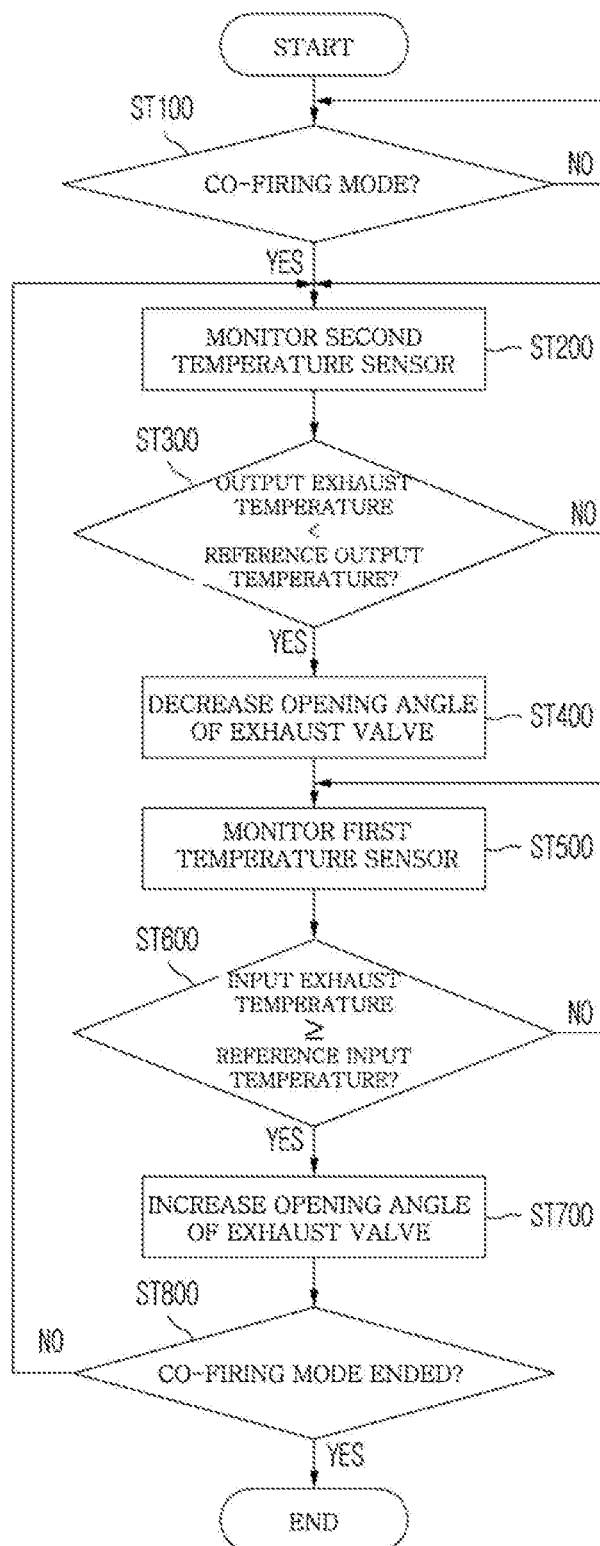 START
ST100
CO-FIRING MODE?
NO
YES
MONITOR SECOND
TEMPERATURE SENSOR
ST200
ST300
OUTPUT EXHAUST
TEMPERATURE
<
REFERENCE OUTPUT
TEMPERATURE?
NO
YES
DECREASE OPENING ANGLE
OF EXHAUST VALVE
ST400
MONITOR FIRST
TEMPERATURE SENSOR
ST500
ST600
INPUT EXHAUST
TEMPERATURE
≥
REFERENCE INPUT
TEMPERATURE?
NO
YES
INCREASE OPENING ANGLE
OF EXHAUST VALVE
ST700
ST800
NO
CO-FIRING MODE ENDED?
YES
END